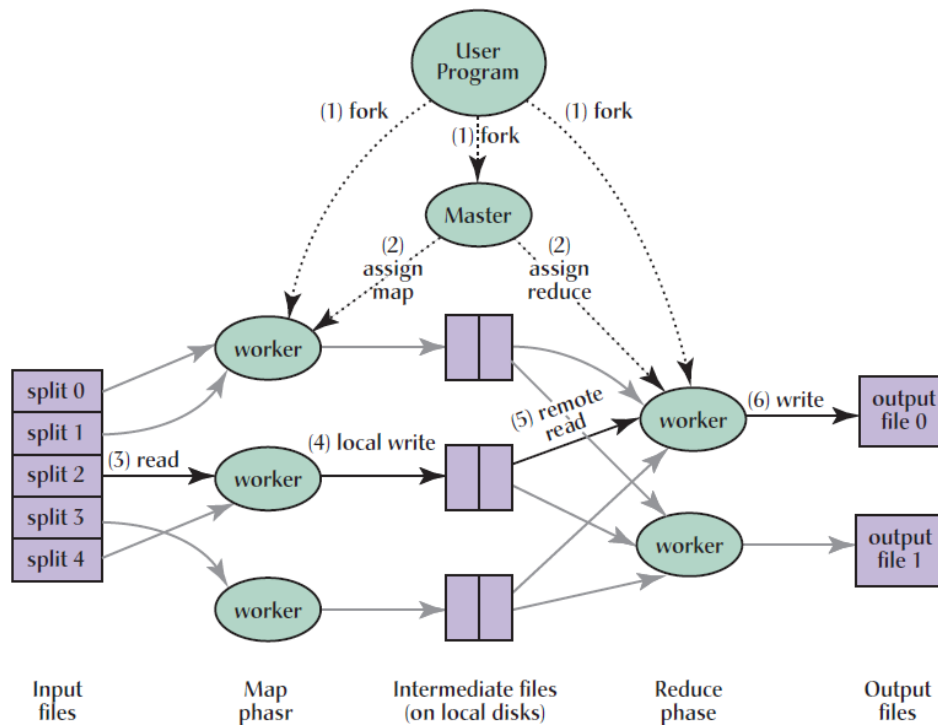 User
Program
(1) fork
(1) fork
(1) fork
Master
(2)
assign
map
(2)
assign
reduce
worker
split 0
split 1
split 2
split 3
split 4
(3) read
worker
(4) local write
worker
(5) remote
read
worker
(6) write
output
file 0
worker
output
file 1
Input
files
Map
phasr
Intermediate files
(on local disks)
Reduce
phase
Output
files